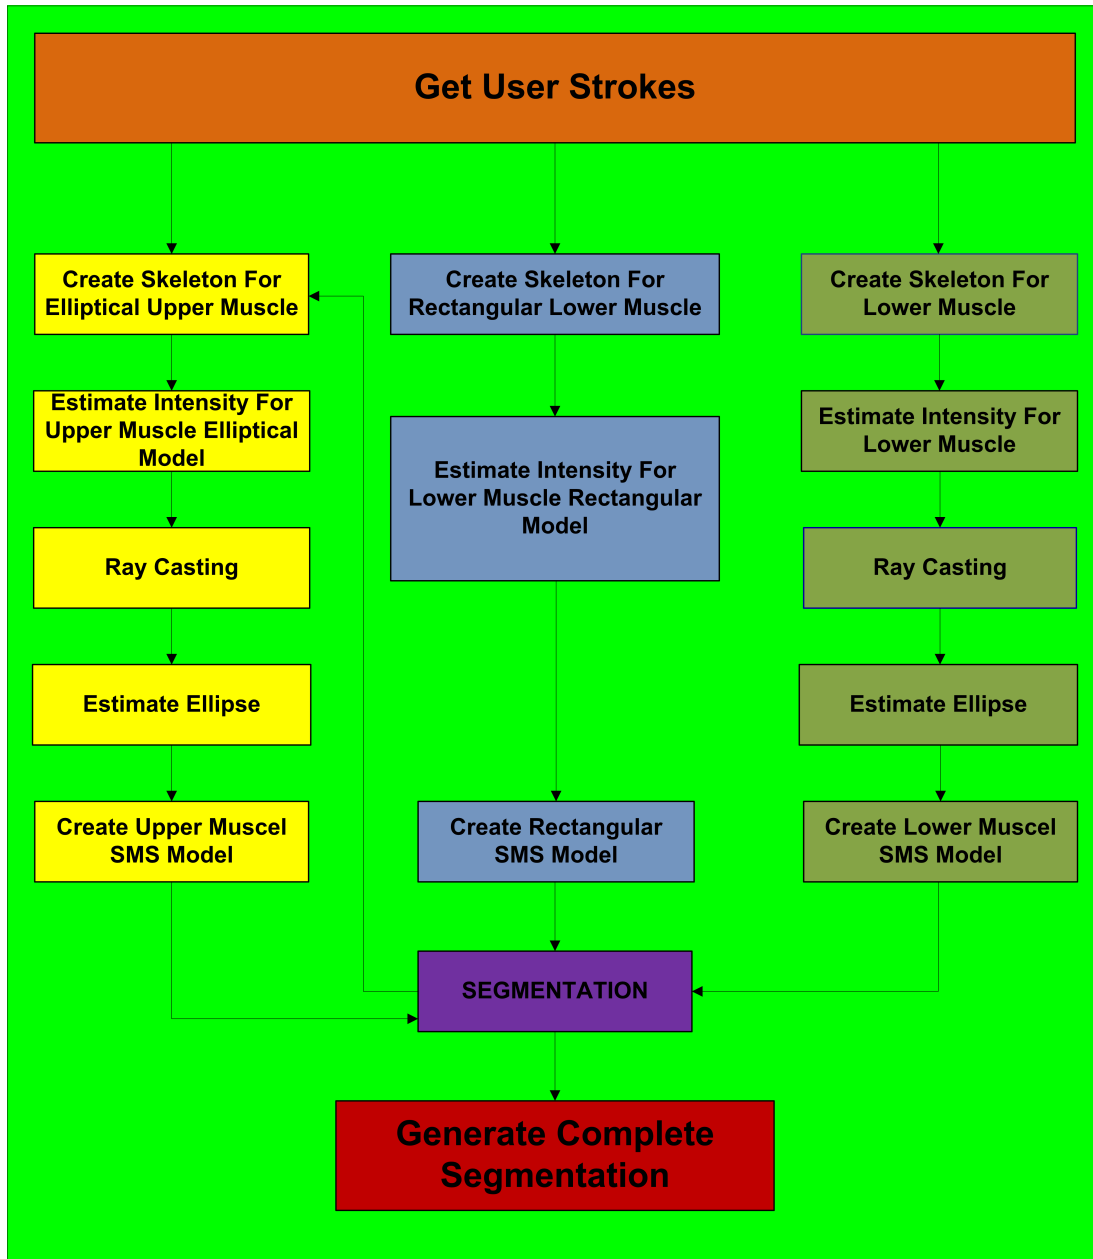 Get User Strokes
Create Skeleton For
Elliptical Upper Muscle
Create Skeleton For
Rectangular Lower Muscle
Create Skeleton For
Lower Muscle
Estimate Intensity For
Upper Muscle Elliptical
Model
Estimate Intensity For
Lower Muscle Rectangular
Model
Estimate Intensity For
Lower Muscle
Ray Casting
Ray Casting
Estimate Ellipse
Estimate Ellipse
Create Upper Muscel
SMS Model
Create Rectangular
SMS Model
Create Lower Muscel
SMS Model
SEGMENTATION
Generate Complete
Segmentation